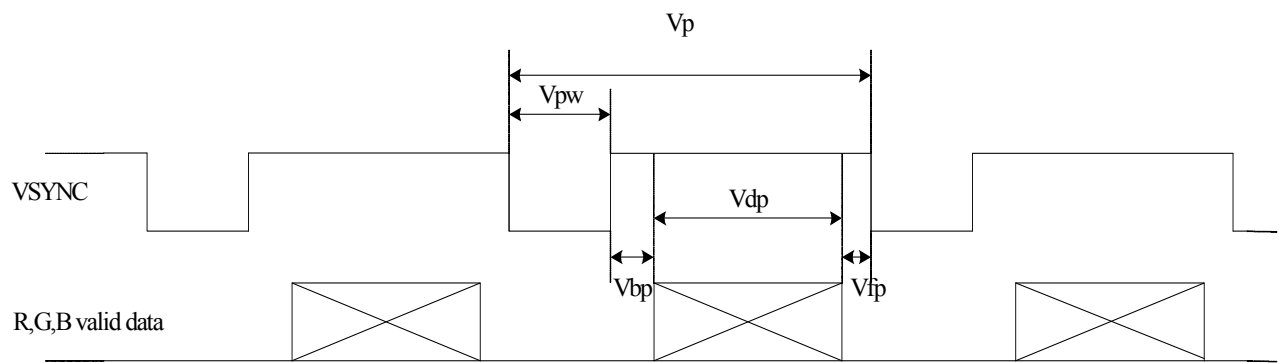 Vp
Vpw
VSYNC
Vdp
Vbp
Vfp
R,G,B valid data